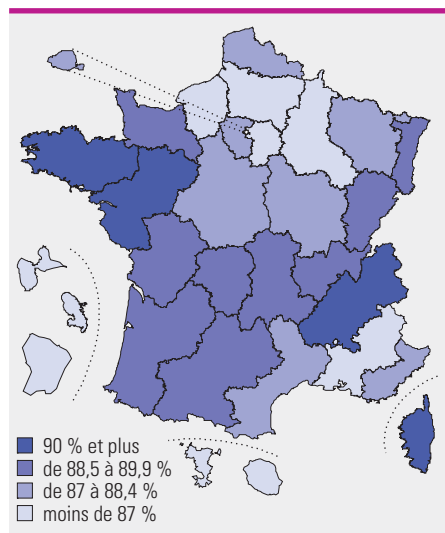 90 % et plus
de 88,5 à 89,9 %
de 87 à 88,4 %
moins de 87 %